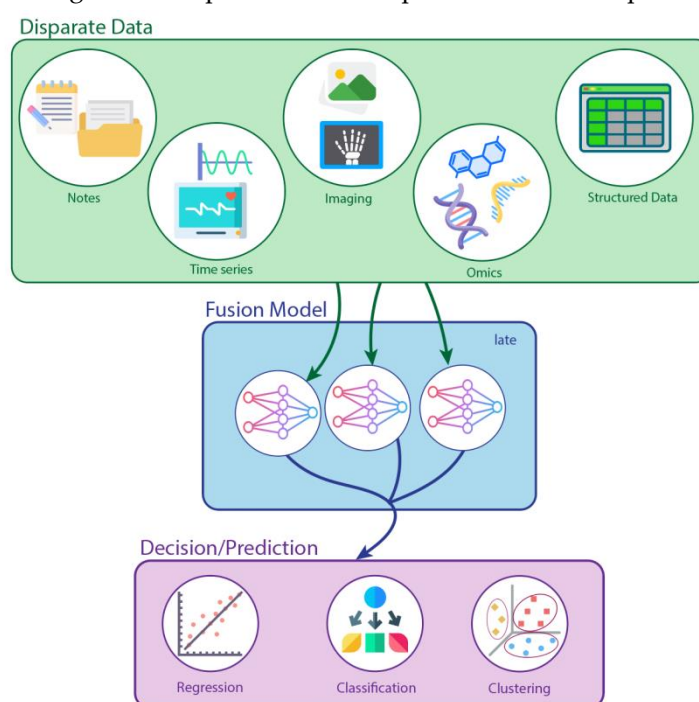 Disparate Data
Notes
Time series
Imaging
Omics
Structured Data
Fusion Model
late
Decision/Prediction
Regression
Classification
Clustering